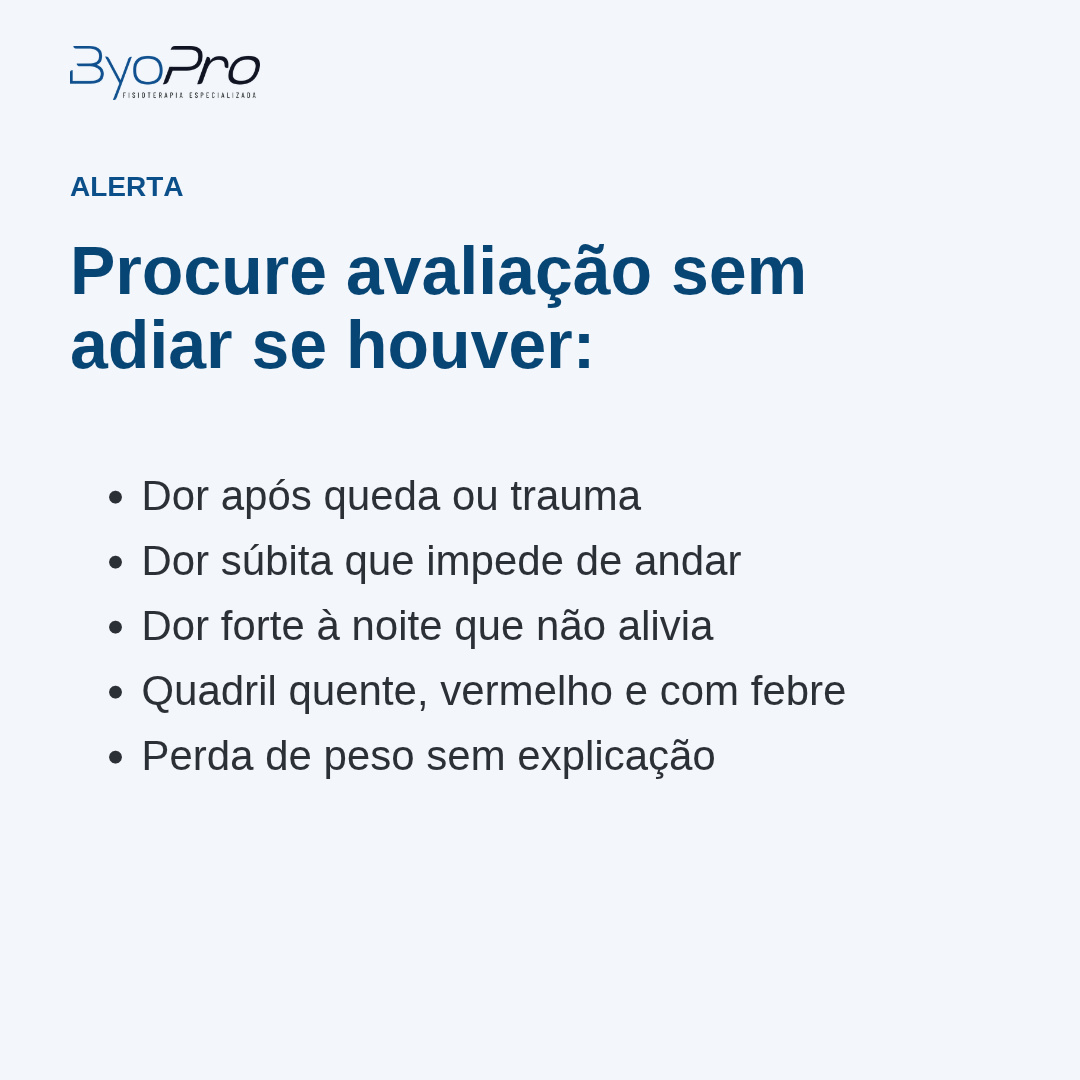 ByoPro
FISIOTERAPIA ESPECIALIZADA
ALERTA
Procure avaliação sem
adiar se houver:
• Dor após queda ou trauma
• Dor súbita que impede de andar
• Dor forte à noite que não alivia
• Quadril quente, vermelho e com febre
• Perda de peso sem explicação